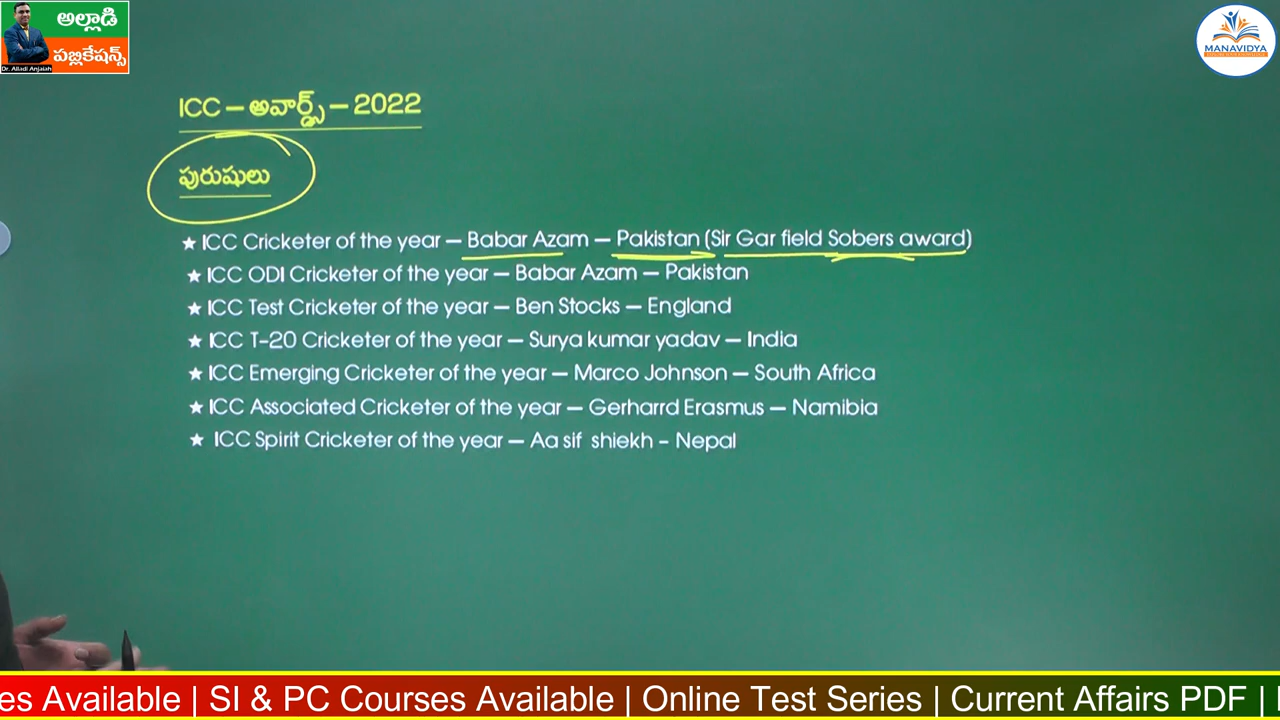 అల్లాడి
పబ్లికేషన్స్
Dr. Alladi Anjaiah
MANAVIDYA
ICC – అవార్డ్స్ – 2022
పురుషులు
★ ICC Cricketer of the year – Babar Azam – Pakistan (Sir Gar field Sobers award)
★ ICC ODI Cricketer of the year – Babar Azam – Pakistan
★ ICC Test Cricketer of the year – Ben Stocks – England
★ ICC T-20 Cricketer of the year – Surya kumar yadav – India
★ ICC Emerging Cricketer of the year – Marco Johnson – South Africa
★ ICC Associated Cricketer of the year – Gerharrd Erasmus – Namibia
★ ICC Spirit Cricketer of the year – Aa sif shiekh - Nepal
es Available | SI & PC Courses Available | Online Test Series | Current Affairs PDF |